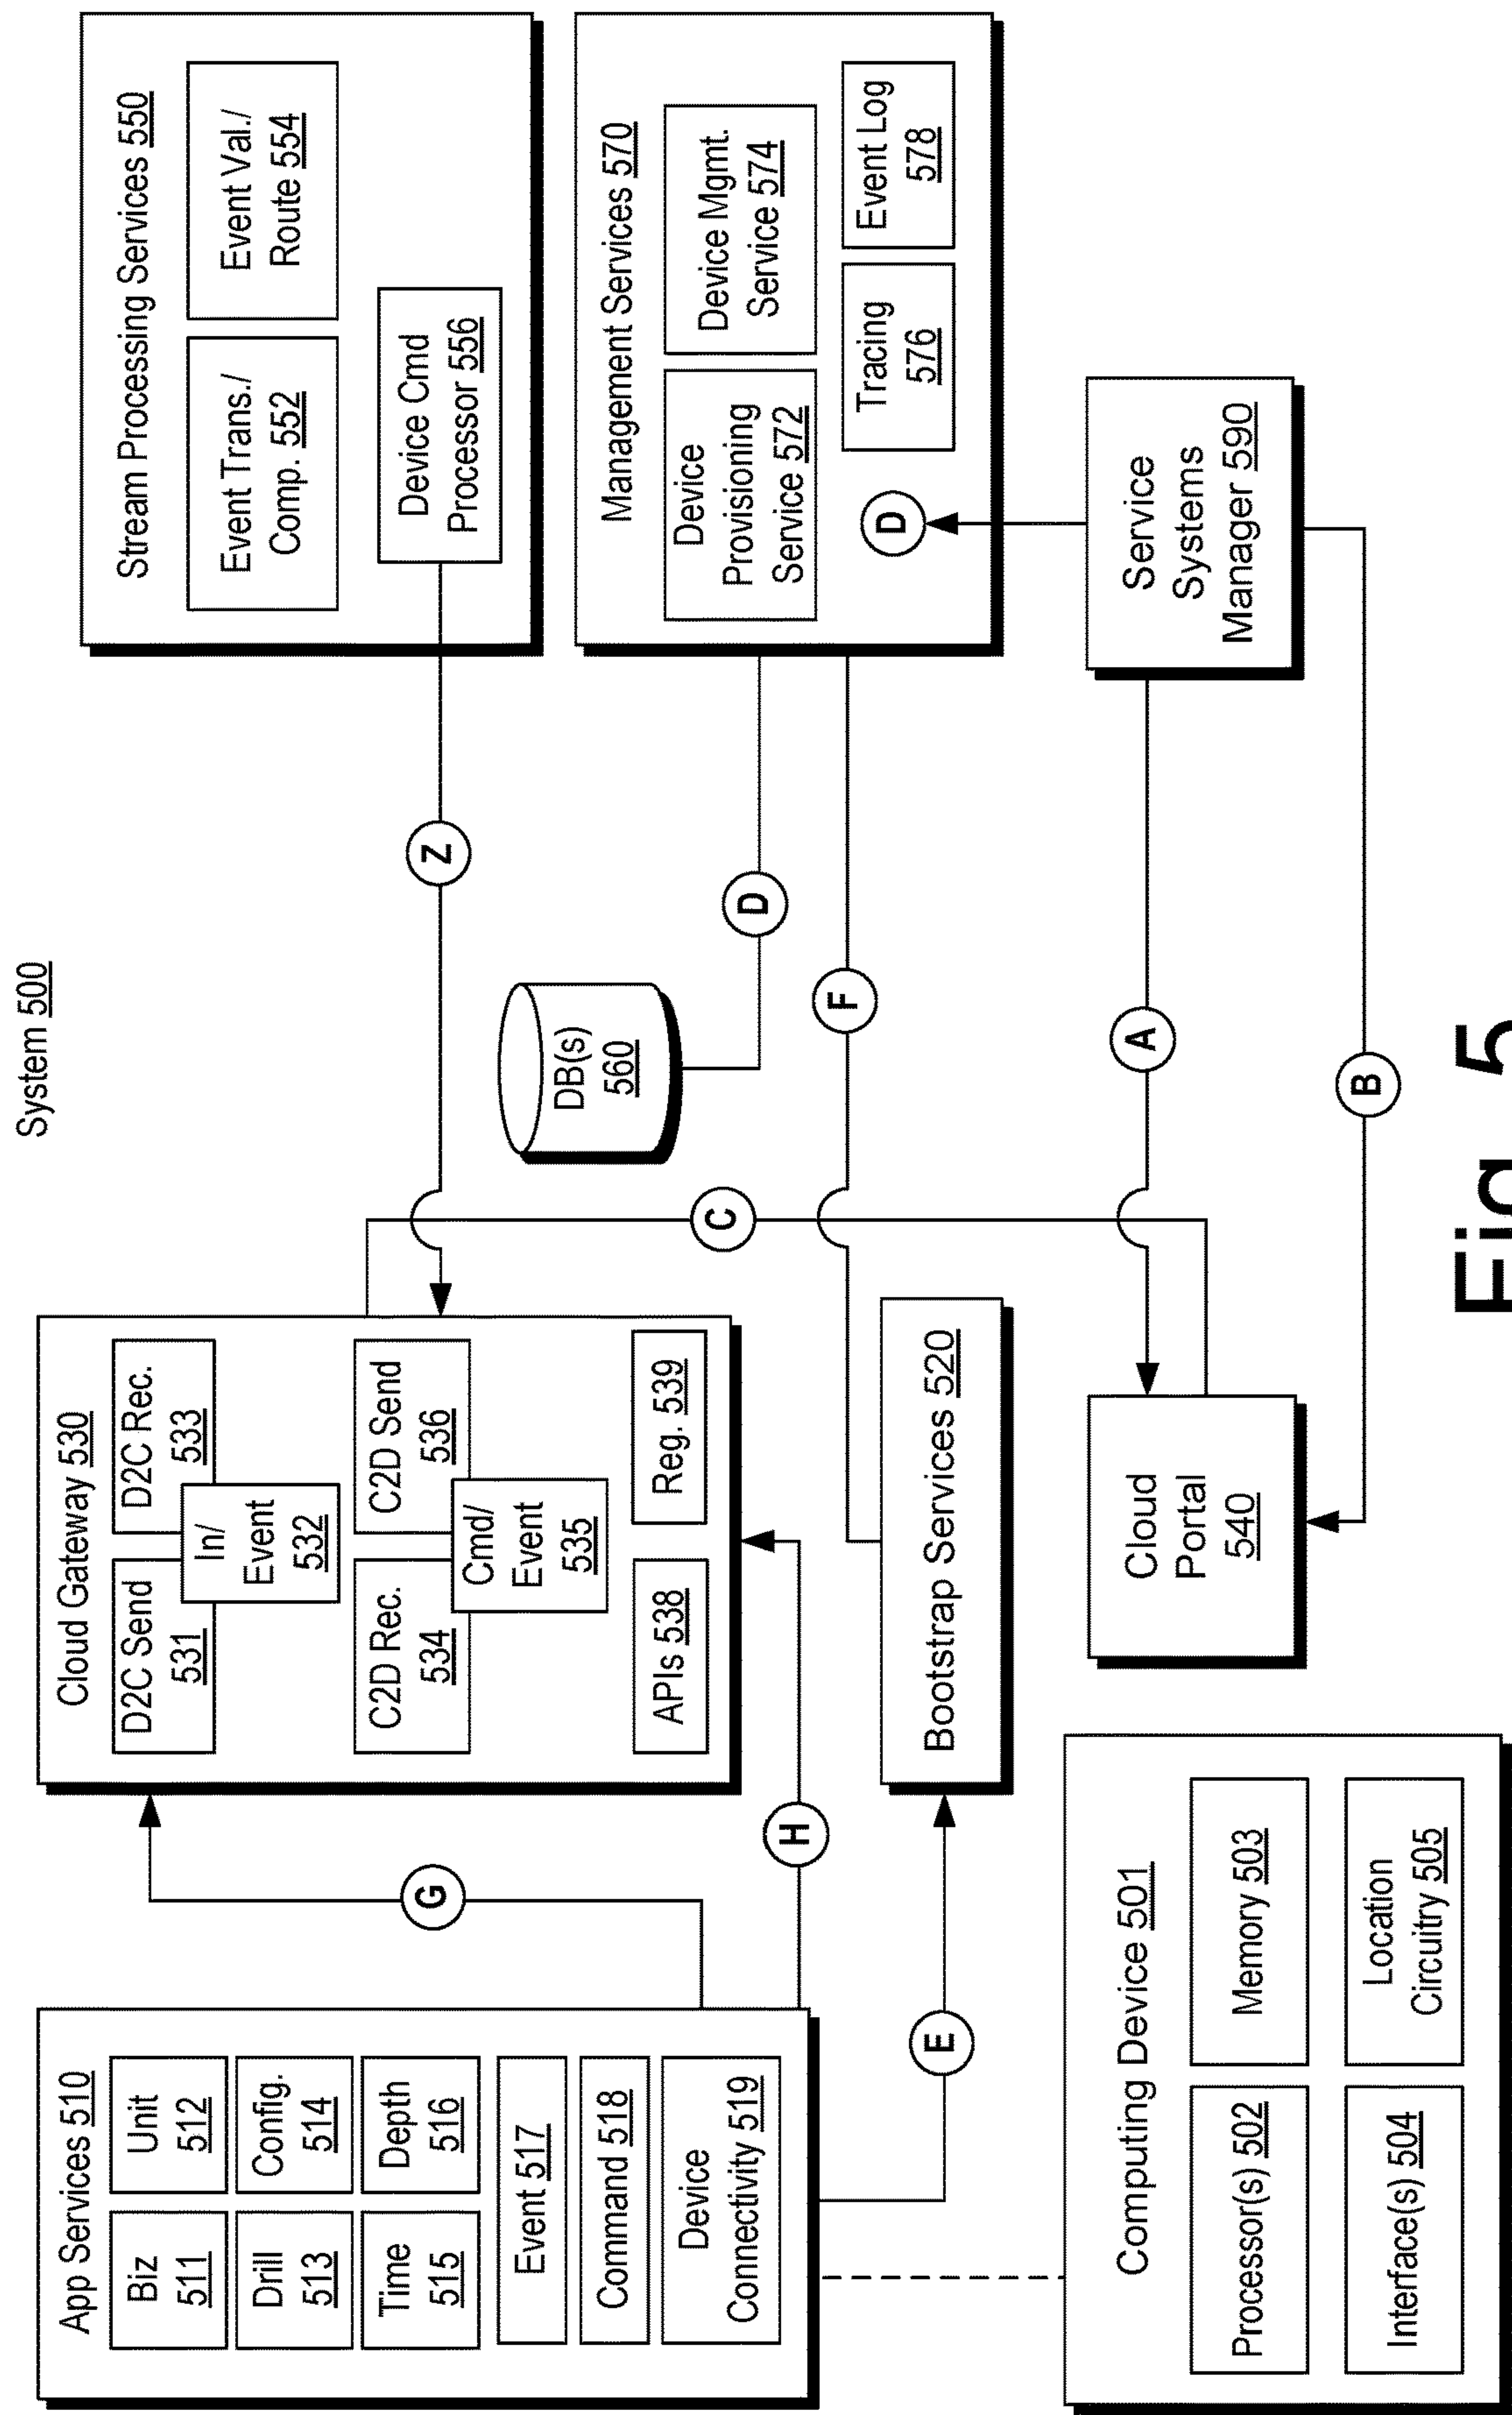 System 500
App Services 510
Biz
511
Unit
512
Drill
513
Config.
514
Time
515
Depth
516
Event 517
Command 518
Device
Connectivity 519
G
H
E
Cloud Gateway 530
D2C Send
531
D2C Rec.
533
In/
Event
532
C2D Rec.
534
C2D Send
536
Cmd/
Event
535
APIs 538
Reg. 539
Bootstrap Services 520
Z
C
DB(s)
560
D
F
Stream Processing Services 550
Event Trans./
Comp. 552
Event Val./
Route 554
Device Cmd
Processor 556
Management Services 570
Device
Provisioning
Service 572
Device Mgmt.
Service 574
D
Tracing
576
Event Log
578
Computing Device 501
Processor(s) 502
Memory 503
Interface(s) 504
Location
Circuitry 505
Cloud
Portal
540
A
B
Service
Systems
Manager 590
Fig. 5